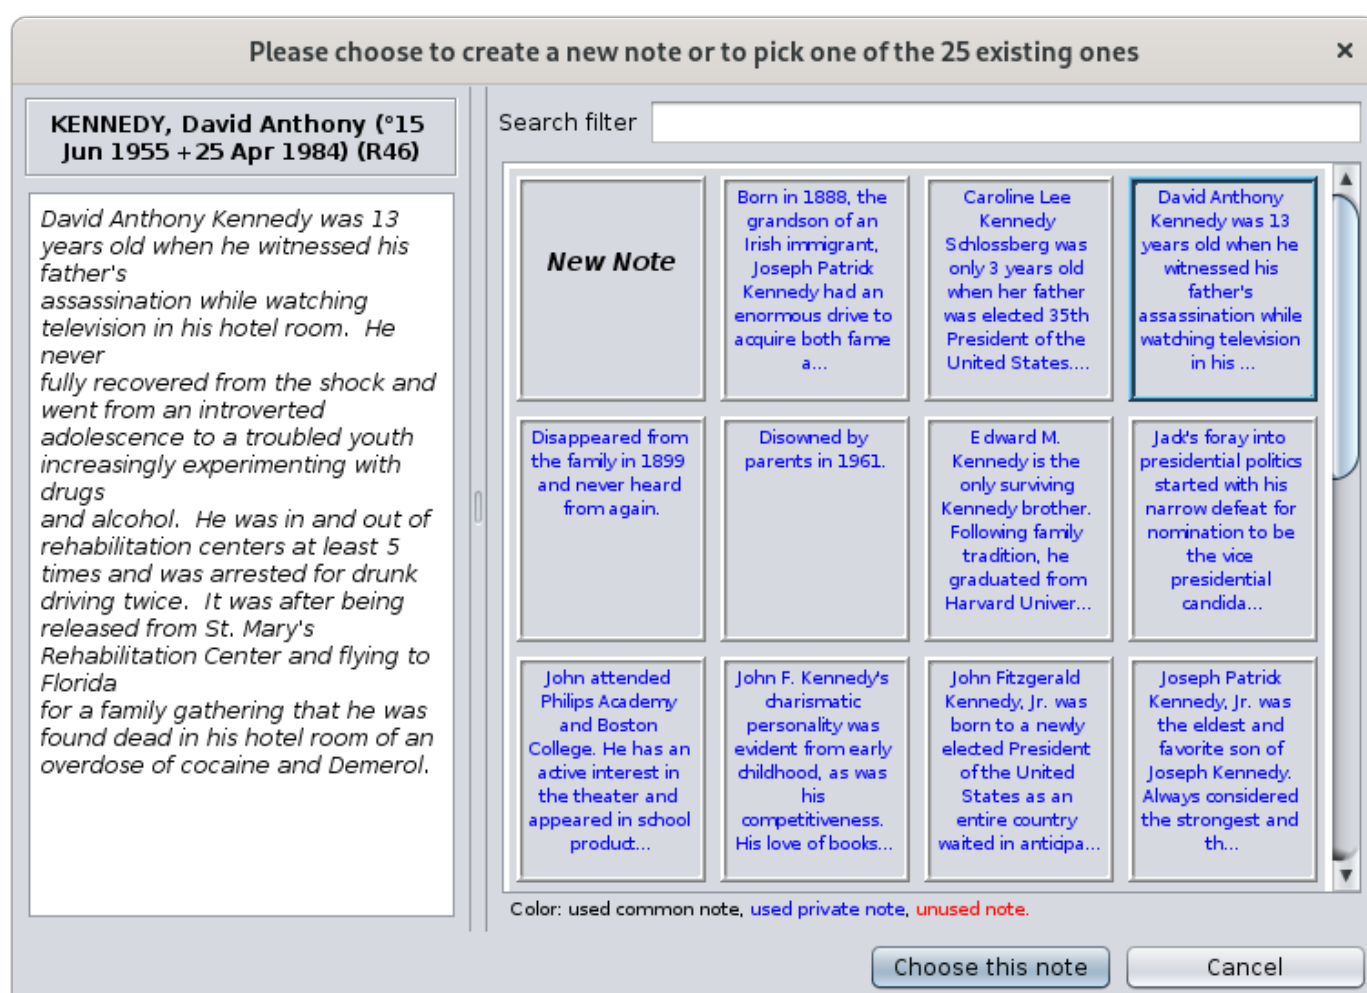 Please choose to create a new note or to pick one of the 25 existing ones
×
KENNEDY, David Anthony (°15
Jun 1955 +25 Apr 1984) (R46)
David Anthony Kennedy was 13
years old when he witnessed his
father's
assassination while watching
television in his hotel room.  He
never
fully recovered from the shock and
went from an introverted
adolescence to a troubled youth
increasingly experimenting with
drugs
and alcohol.  He was in and out of
rehabilitation centers at least 5
times and was arrested for drunk
driving twice.  It was after being
released from St. Mary's
Rehabilitation Center and flying to
Florida
for a family gathering that he was
found dead in his hotel room of an
overdose of cocaine and Demerol.
Search filter
New Note
Born in 1888, the
grandson of an
Irish immigrant,
Joseph Patrick
Kennedy had an
enormous drive to
acquire both fame
a...
Caroline Lee
Kennedy
Schlossberg was
only 3 years old
when her father
was elected 35th
President of the
United States....
David Anthony
Kennedy was 13
years old when he
witnessed his
father's
assassination while
watching television
in his ...
Disappeared from
the family in 1899
and never heard
from again.
Disowned by
parents in 1961.
Edward M.
Kennedy is the
only surviving
Kennedy brother.
Following family
tradition, he
graduated from
Harvard Univer...
Jack's foray into
presidential politics
started with his
narrow defeat for
nomination to be
the vice
presidential
candida...
John attended
Philips Academy
and Boston
College. He has an
active interest in
the theater and
appeared in school
product...
John F. Kennedy's
charismatic
personality was
evident from early
childhood, as was
his
competitiveness.
His love of books...
John Fitzgerald
Kennedy, Jr. was
born to a newly
elected President
of the United
States as an
entire country
waited in anticipa...
Joseph Patrick
Kennedy, Jr. was
the eldest and
favorite son of
Joseph Kennedy.
Always considered
the strongest and
th...
Color: used common note, used private note, unused note.
Choose this note
Cancel